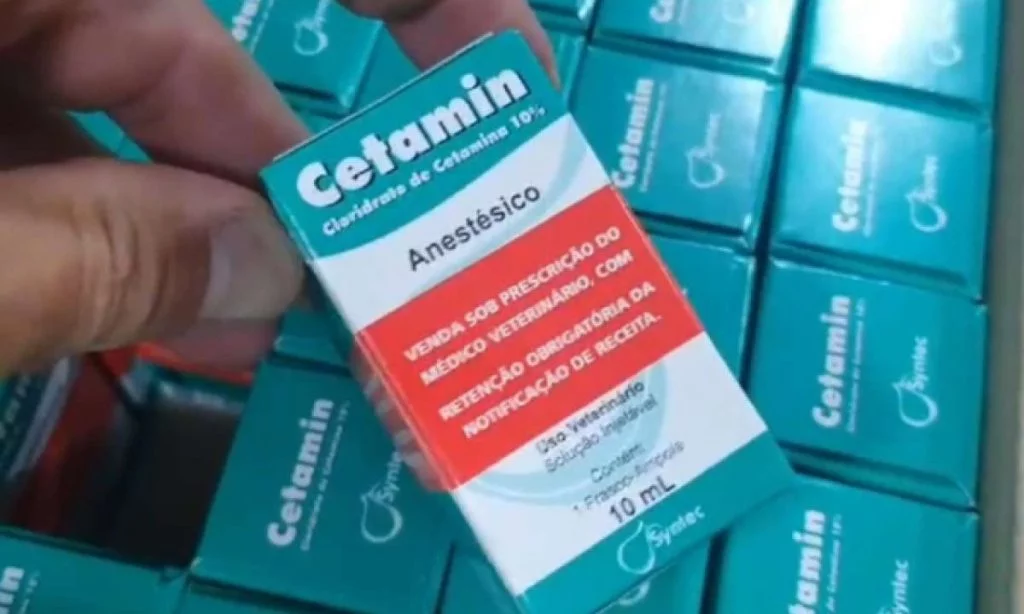 Cetamin
Cloridrato de Cetamina 10%
Anestésico
VENDA SOB PRESCRIÇÃO DO
MÉDICO VETERINÁRIO, COM
RETENÇÃO OBRIGATÓRIA DA
NOTIFICAÇÃO DE RECEITA.
Uso Veterinário
Solução Injetável
Contém:
1 Frasco-Ampola
10 mL
Syntec
Cetamin
Syntec
Cetamin
Syntec
Cetamin
Syntec
Cetamin
Syntec
Cetamin
Syntec
Cetamin